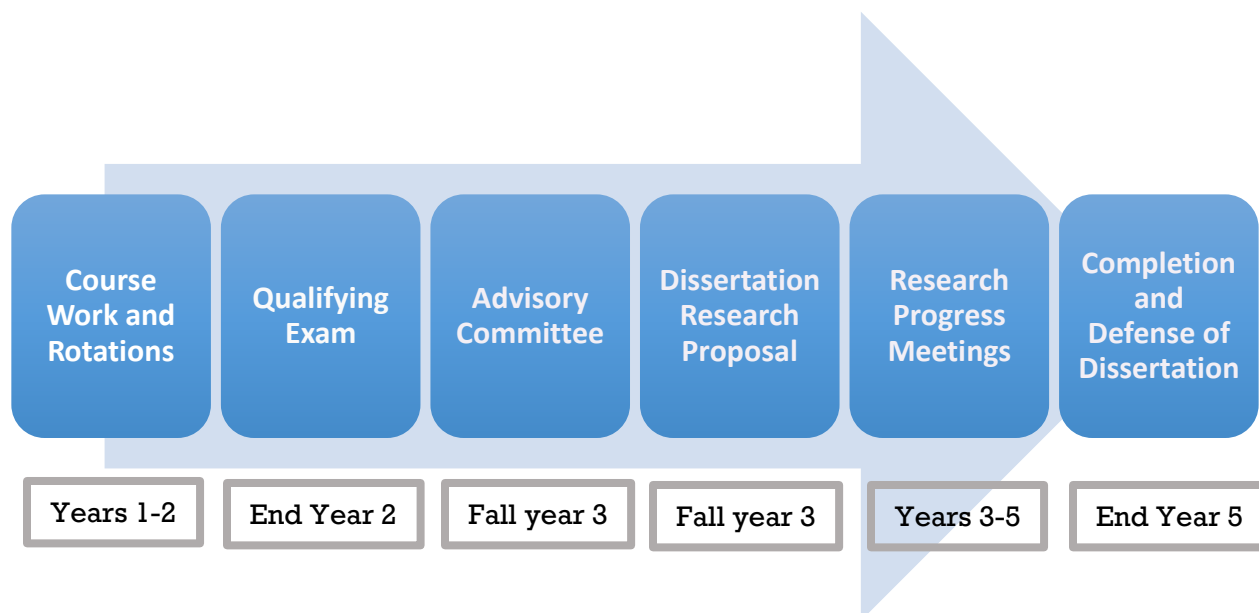 Course
Work and
Rotations
Qualifying
Exam
Advisory
Committee
Dissertation
Research
Proposal
Research
Progress
Meetings
Completion
and
Defense of
Dissertation
Years 1-2
End Year 2
Fall year 3
Fall year 3
Years 3-5
End Year 5